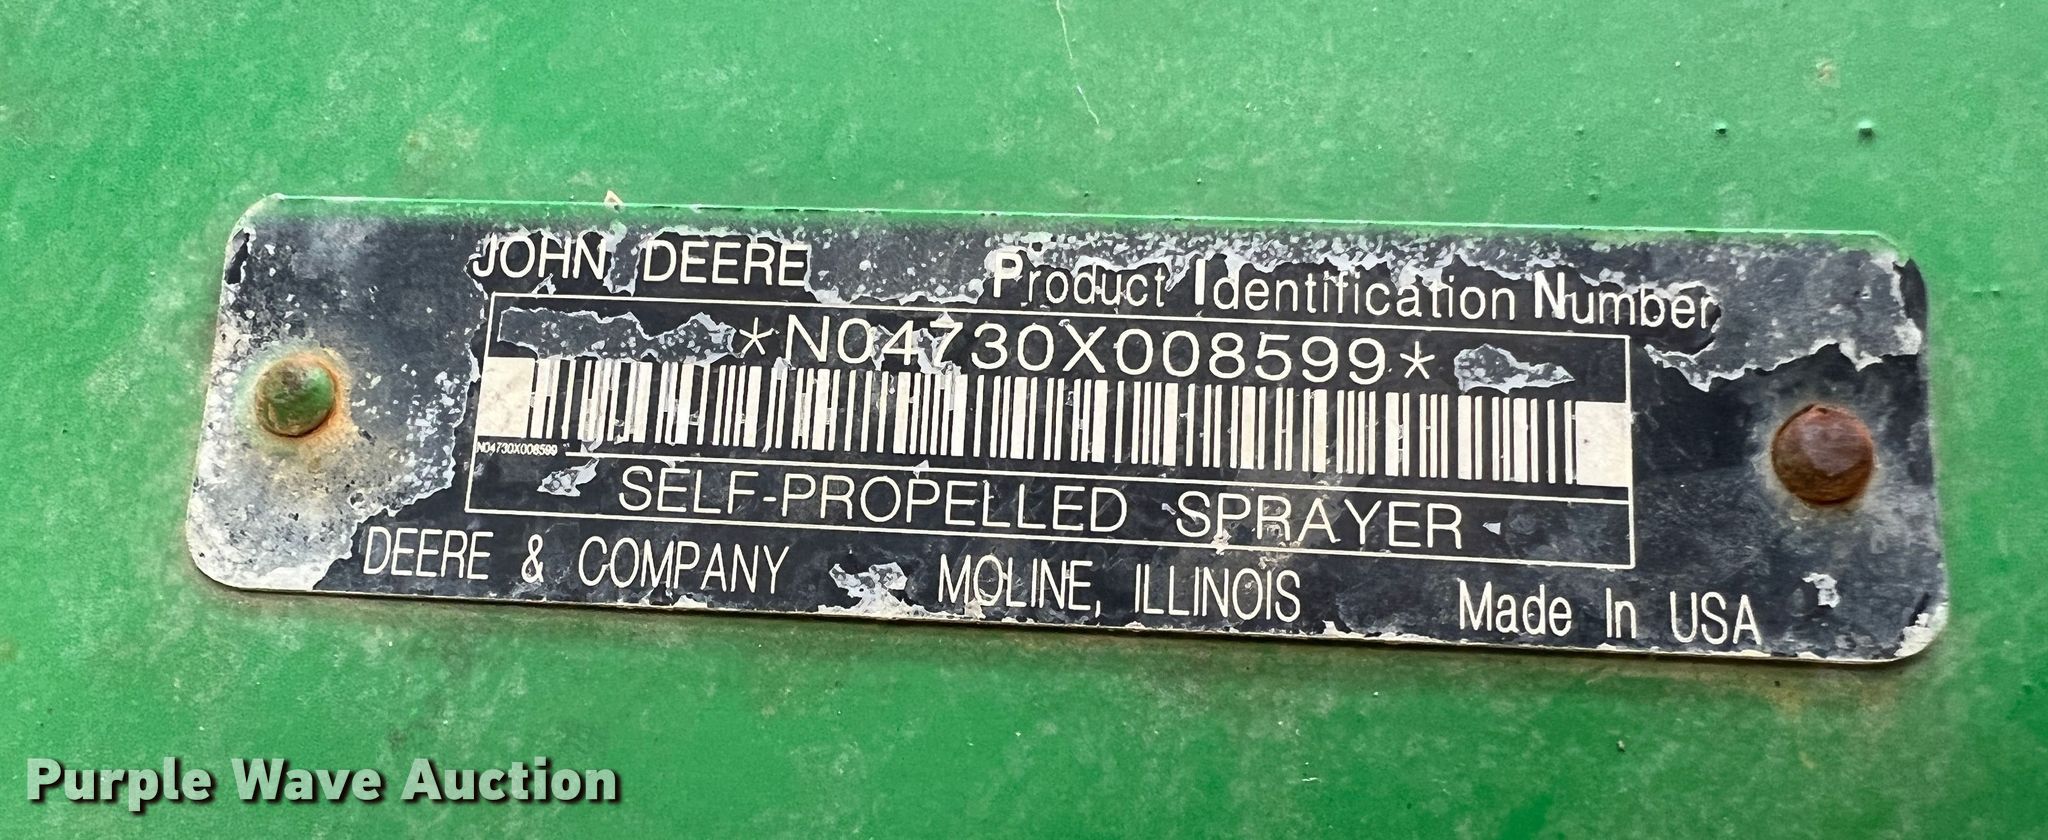 JOHN DEERE Product Identification Number
*N04730X008599*
N04730X008599
SELF-PROPELLED SPRAYER
DEERE & COMPANY MOLINE, ILLINOIS Made In USA
Purple Wave Auction